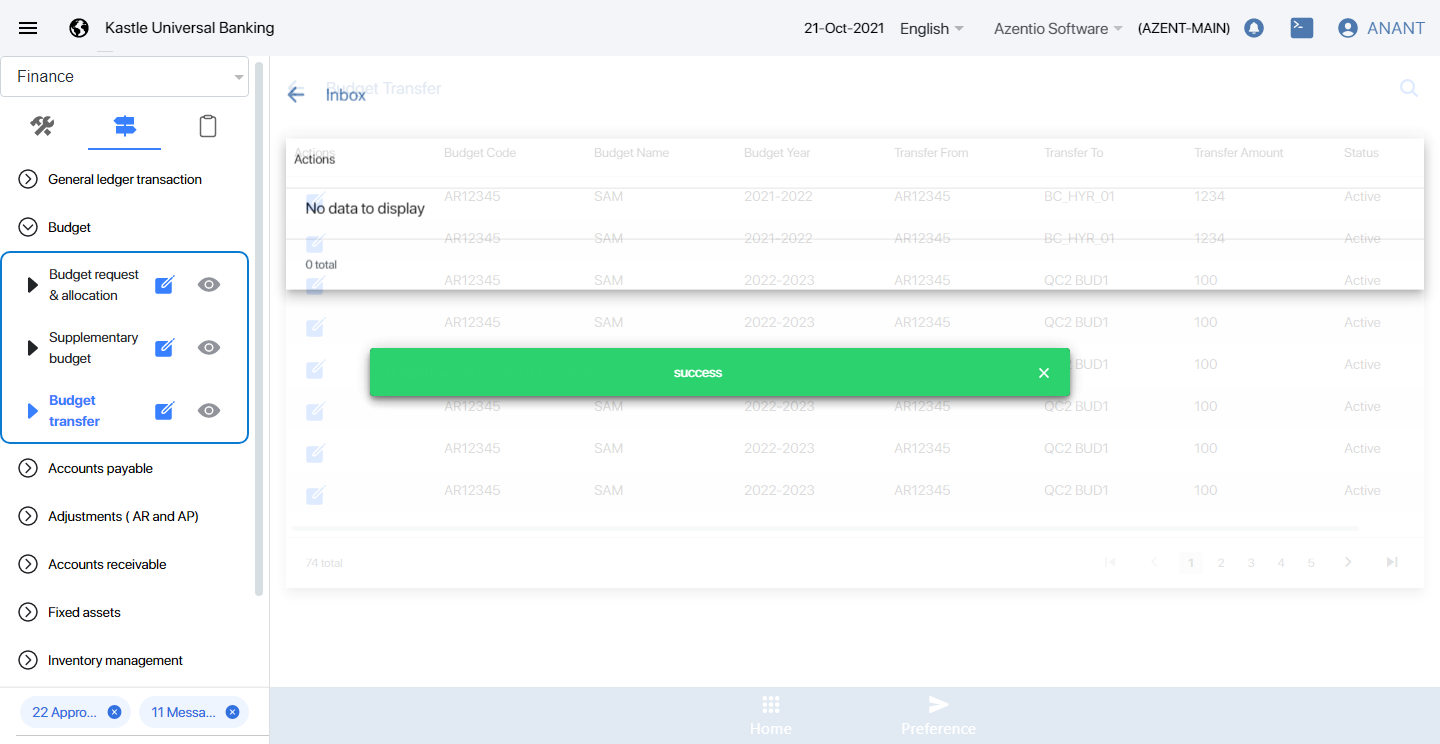 Kastle Universal Banking
21-Oct-2021
English
Azentio Software
(AZENT-MAIN)
ANANT
Finance
General ledger transaction
Budget
Budget request
& allocation
Supplementary
budget
Budget
transfer
Accounts payable
Adjustments ( AR and AP)
Accounts receivable
Fixed assets
Inventory management
22 Appro...
11 Messa...
Budget Transfer
Inbox
Actions Budget Code Budget Name Budget Year Transfer From Transfer To Transfer Amount Status
Actions
AR12345 SAM 2021-2022 AR12345 BC_HYR_01 1234 Active
No data to display
AR12345 SAM 2021-2022 AR12345 BC_HYR_01 1234 Active
0 total
AR12345 SAM 2022-2023 AR12345 QC2 BUD1 100 Active
AR12345 SAM 2022-2023 AR12345 QC2 BUD1 100 Active
BUD1 100 Active
success
AR12345 SAM 2022-2023 AR12345 QC2 BUD1 100 Active
AR12345 SAM 2022-2023 AR12345 QC2 BUD1 100 Active
AR12345 SAM 2022-2023 AR12345 QC2 BUD1 100 Active
74 total
1 2 3 4 5
Home
Preference